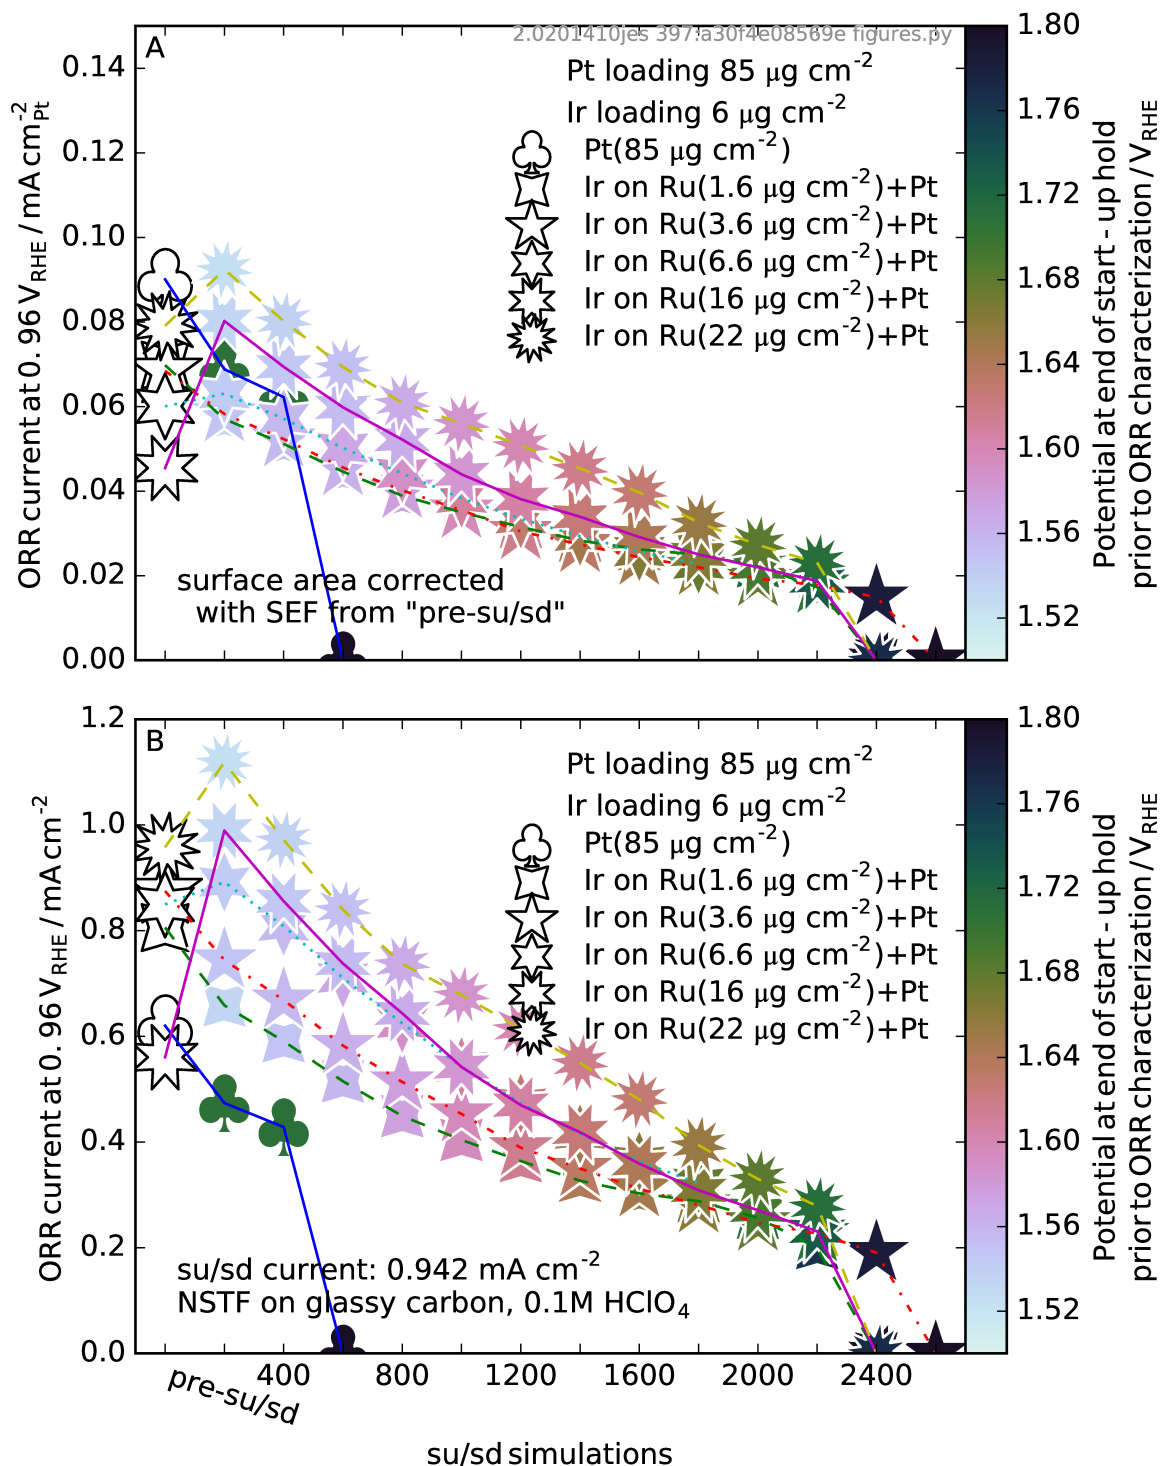 2.0201410jes 397:a30f4e08569e figures.py
A
Pt loading 85 μg cm⁻²
Ir loading 6 μg cm⁻²
Pt(85 μg cm⁻²)
Ir on Ru(1.6 μg cm⁻²)+Pt
Ir on Ru(3.6 μg cm⁻²)+Pt
Ir on Ru(6.6 μg cm⁻²)+Pt
Ir on Ru(16 μg cm⁻²)+Pt
Ir on Ru(22 μg cm⁻²)+Pt
surface area corrected
with SEF from "pre-su/sd"
ORR current at 0.96 V_RHE / mA cm⁻²_Pt
0.14
0.12
0.10
0.08
0.06
0.04
0.02
0.00
1.80
1.76
1.72
1.68
1.64
1.60
1.56
1.52
Potential at end of start-up hold
prior to ORR characterization / V_RHE
B
Pt loading 85 μg cm⁻²
Ir loading 6 μg cm⁻²
Pt(85 μg cm⁻²)
Ir on Ru(1.6 μg cm⁻²)+Pt
Ir on Ru(3.6 μg cm⁻²)+Pt
Ir on Ru(6.6 μg cm⁻²)+Pt
Ir on Ru(16 μg cm⁻²)+Pt
Ir on Ru(22 μg cm⁻²)+Pt
su/sd current: 0.942 mA cm⁻²
NSTF on glassy carbon, 0.1M HClO₄
ORR current at 0.96 V_RHE / mA cm⁻²
1.2
1.0
0.8
0.6
0.4
0.2
0.0
1.80
1.76
1.72
1.68
1.64
1.60
1.56
1.52
Potential at end of start-up hold
prior to ORR characterization / V_RHE
pre-su/sd
400
800
1200
1600
2000
2400
su/sd simulations